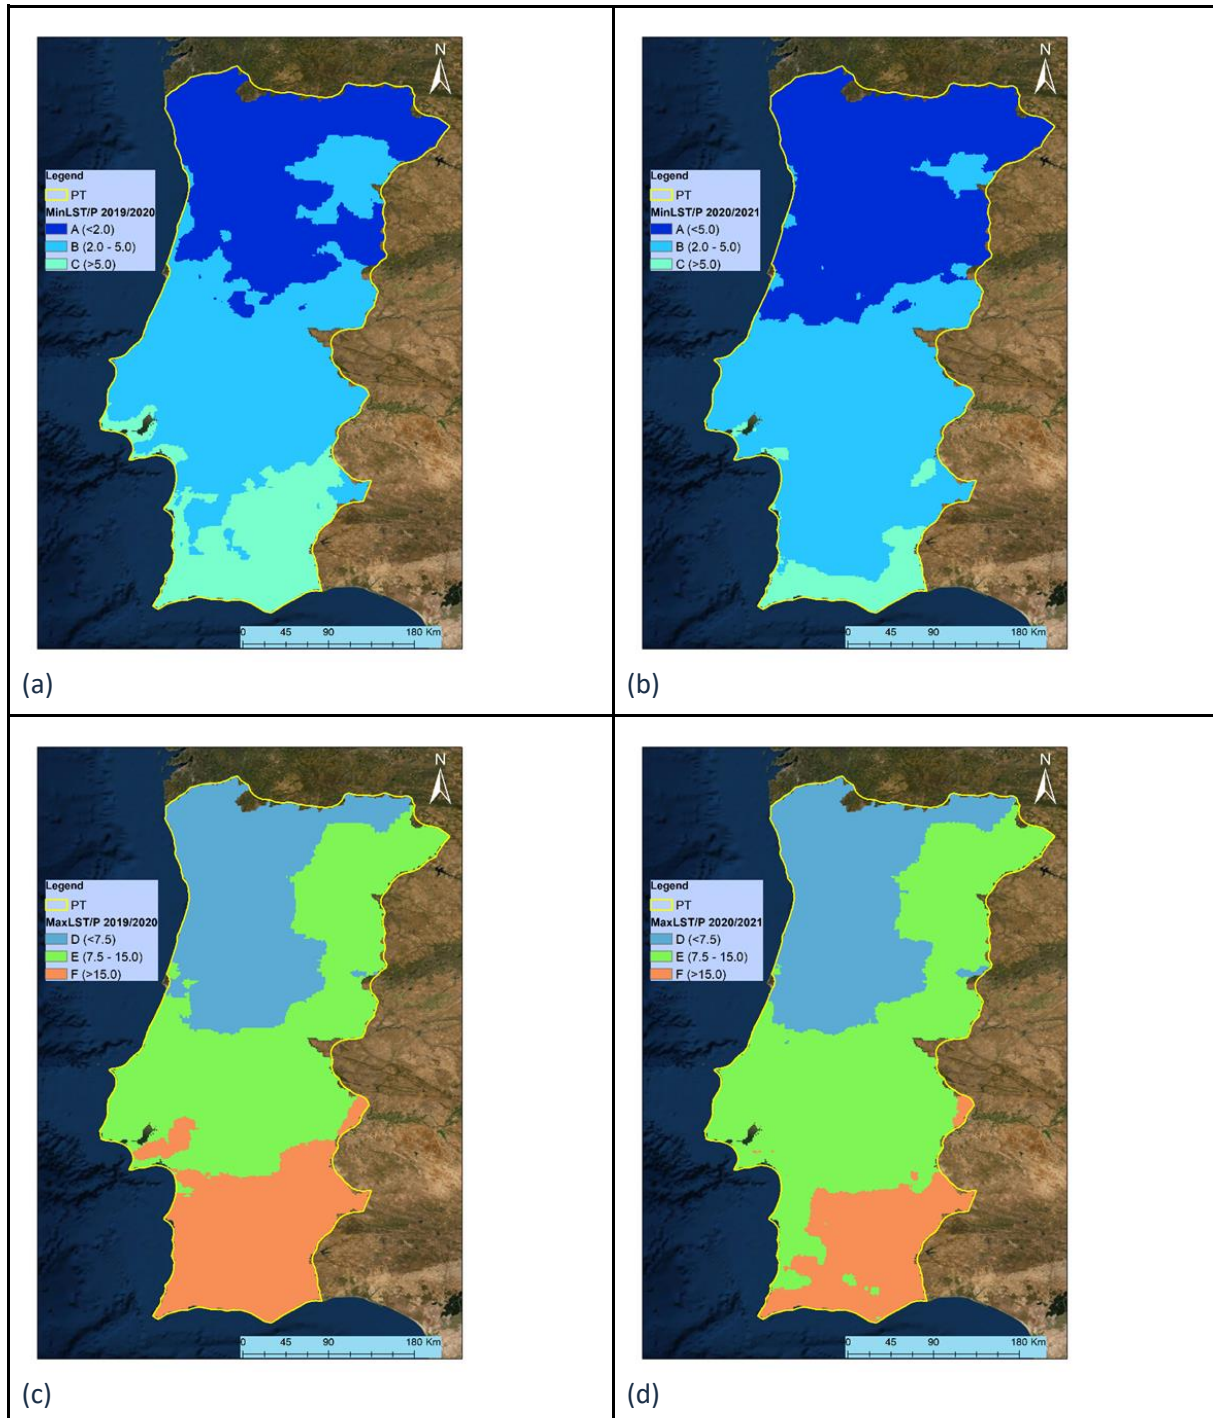 N
Legend
PT
MinLST/P 2019/2020
A (<2.0)
B (2.0 - 5.0)
C (>5.0)
0 45 90 180 Km
(a)
N
Legend
PT
MinLST/P 2020/2021
A (<5.0)
B (2.0 - 5.0)
C (>5.0)
0 45 90 180 Km
(b)
N
Legend
PT
MaxLST/P 2019/2020
D (<7.5)
E (7.5 - 15.0)
F (>15.0)
0 45 90 180 Km
(c)
N
Legend
PT
MaxLST/P 2020/2021
D (<7.5)
E (7.5 - 15.0)
F (>15.0)
0 45 90 180 Km
(d)